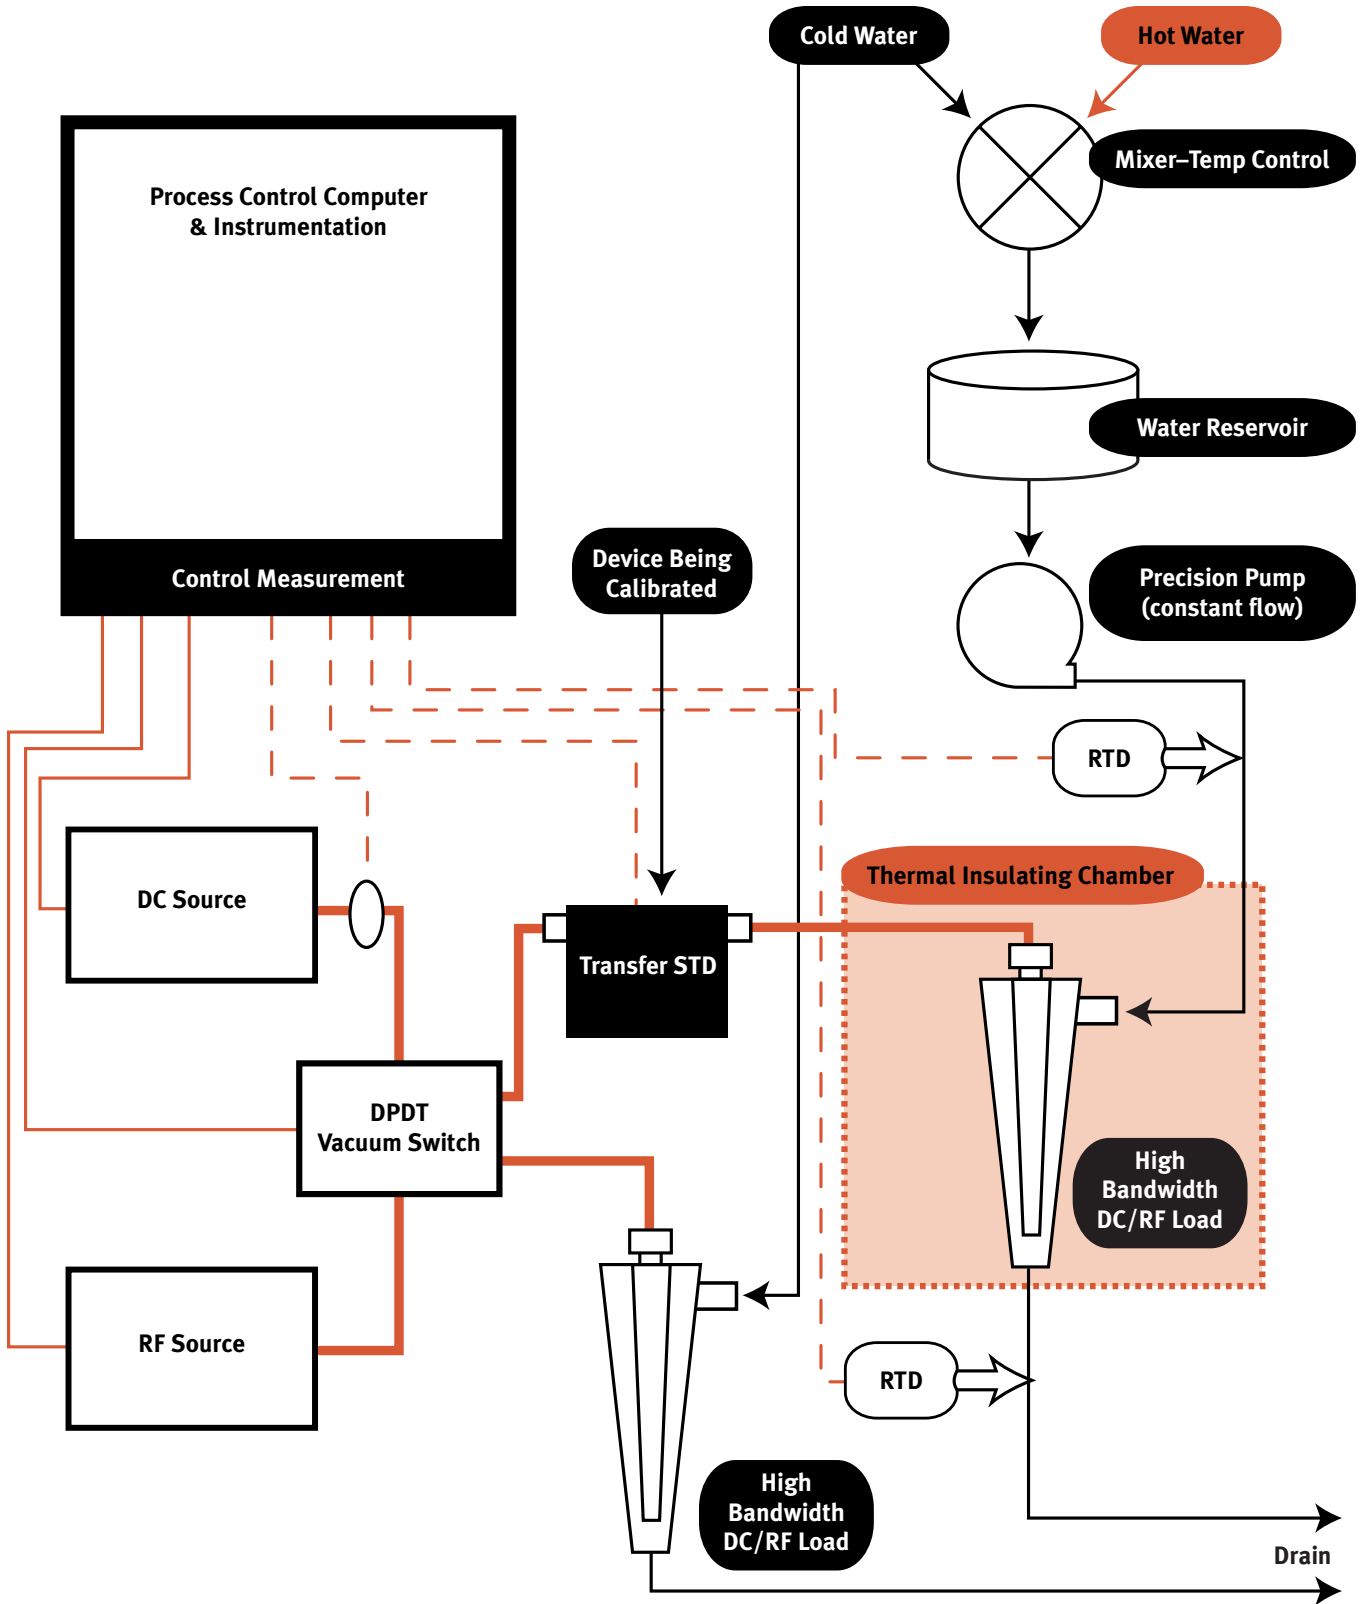 Cold Water
Hot Water
Mixer–Temp Control
Process Control Computer
& Instrumentation
Water Reservoir
Control Measurement
Device Being
Calibrated
Precision Pump
(constant flow)
RTD
Thermal Insulating Chamber
DC Source
Transfer STD
DPDT
Vacuum Switch
High
Bandwidth
DC/RF Load
RF Source
RTD
High
Bandwidth
DC/RF Load
Drain